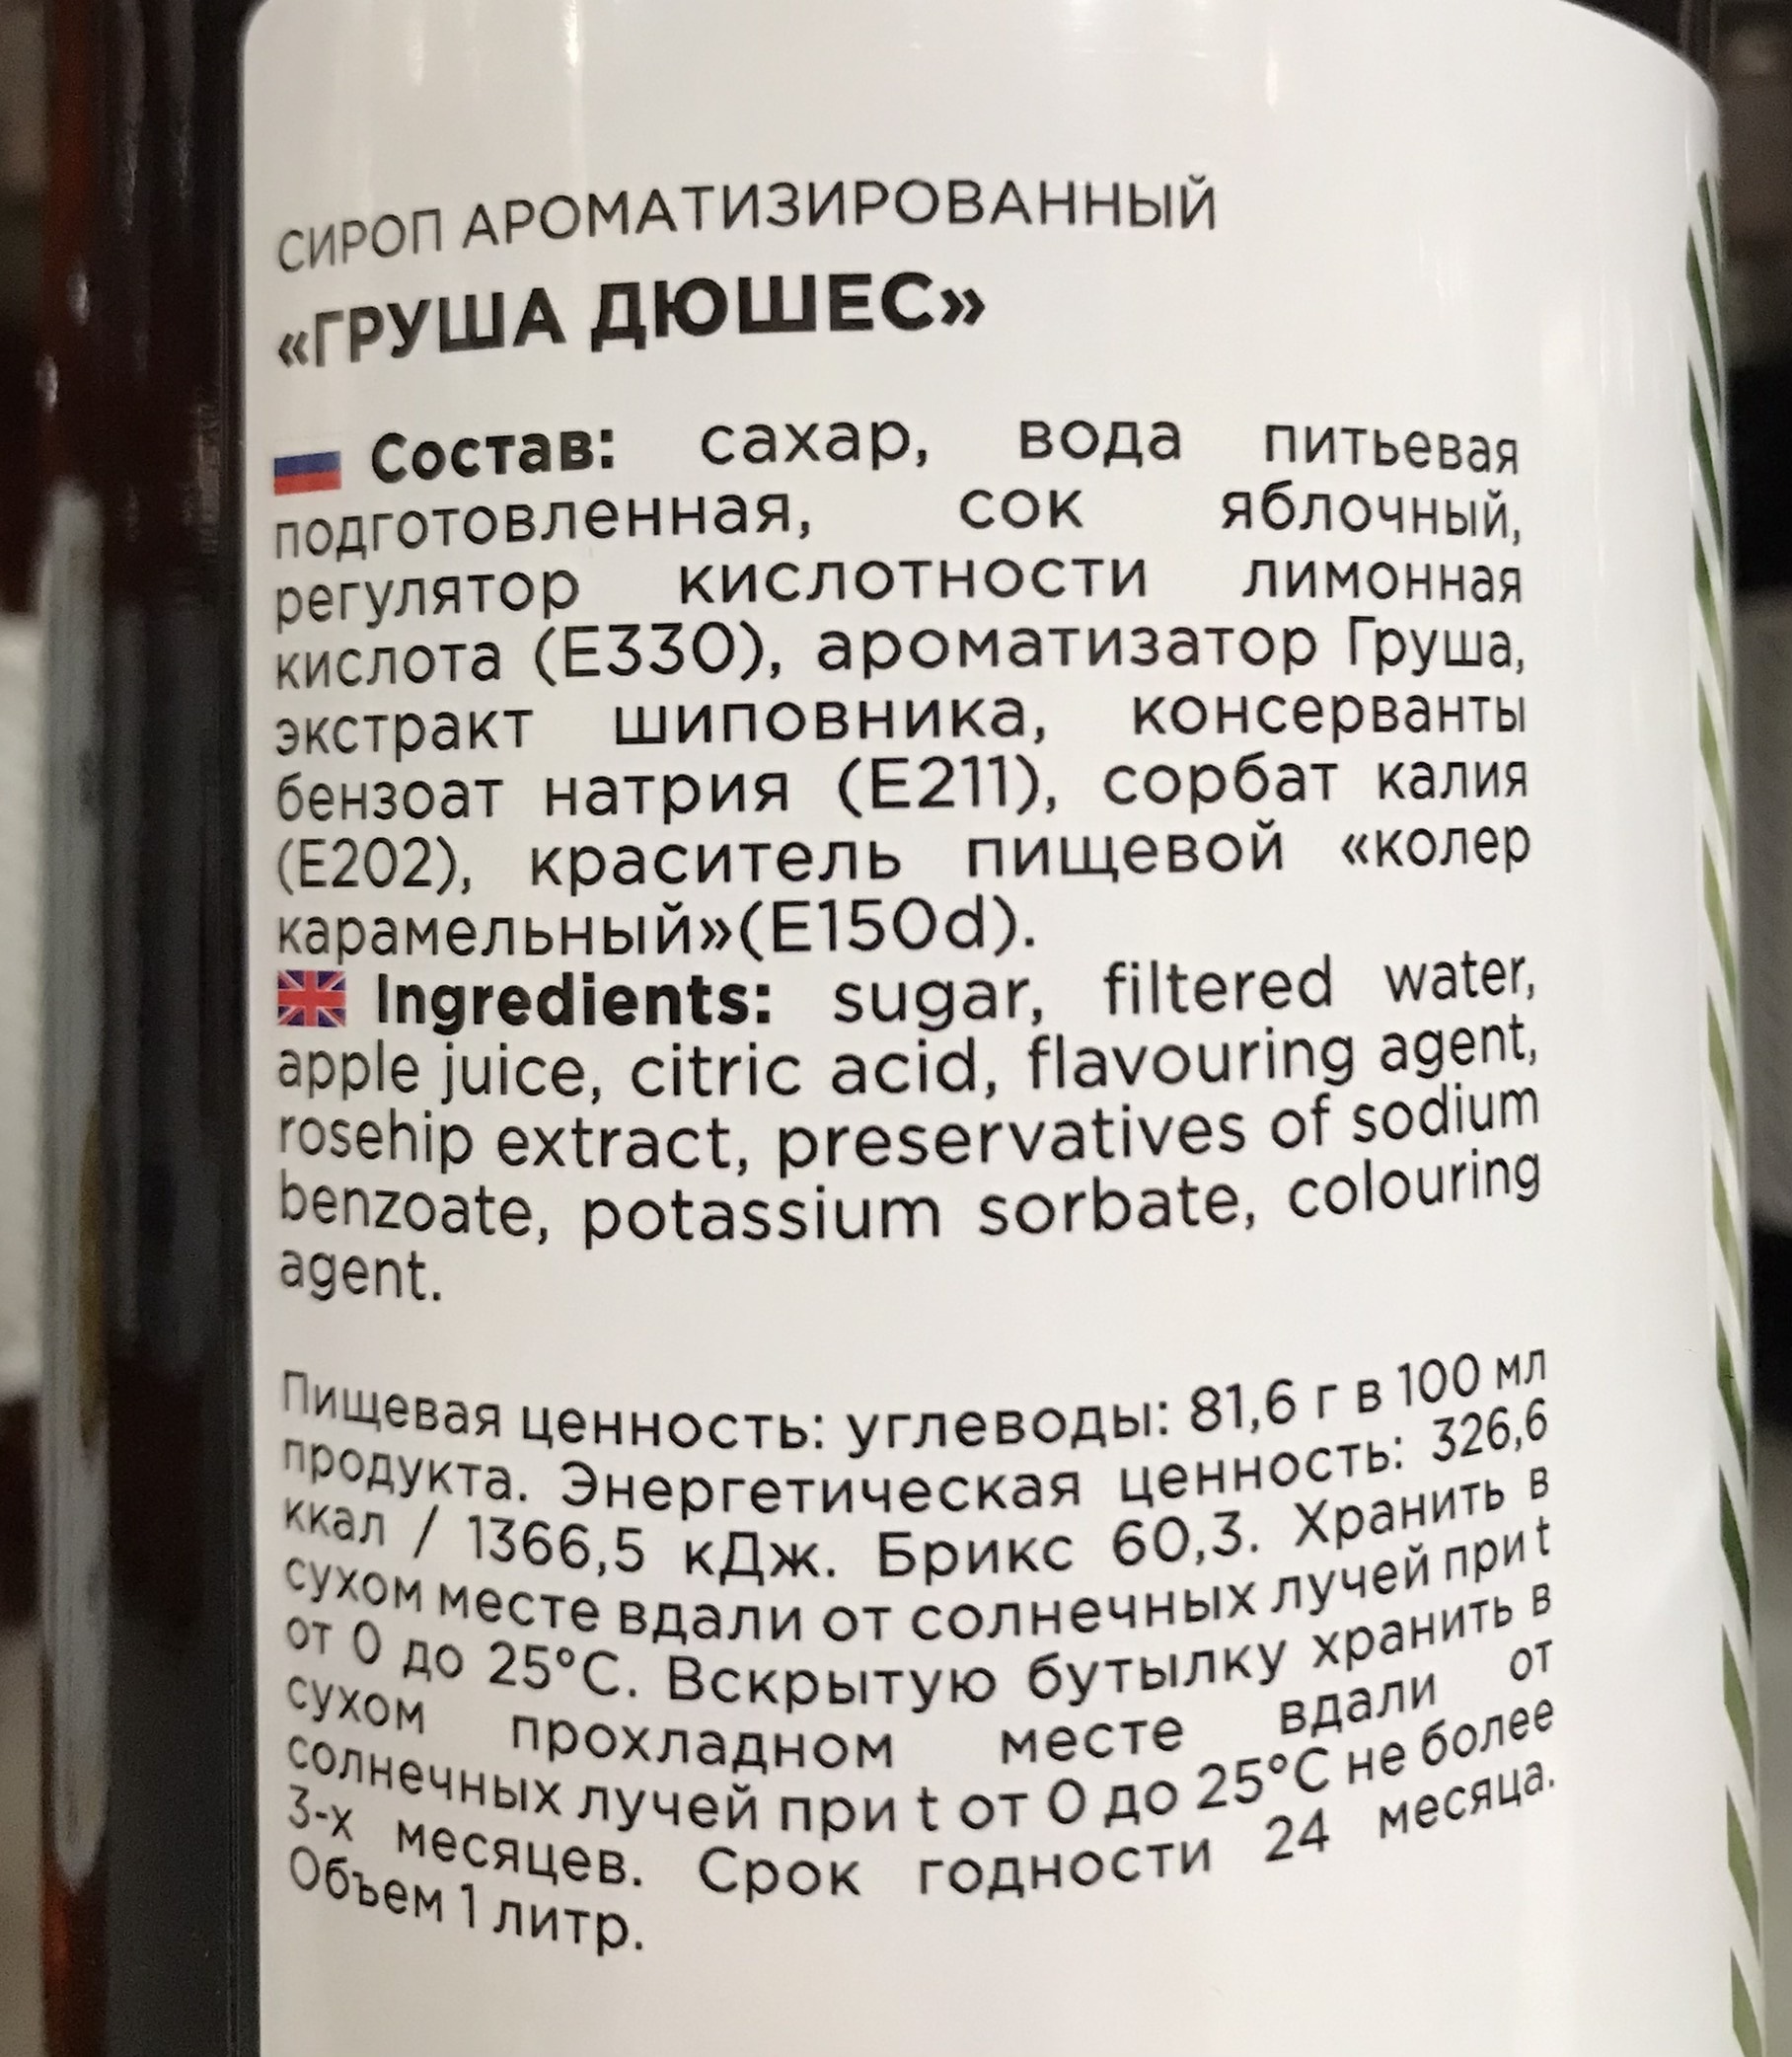 СИРОП АРОМАТИЗИРОВАННЫЙ
«ГРУША ДЮШЕС»
Состав: сахар, вода питьевая
подготовленная, сок яблочный,
регулятор кислотности лимонная
кислота (Е330), ароматизатор Груша,
экстракт шиповника, консерванты
бензоат натрия (Е211), сорбат калия
(Е202), краситель пищевой «колер
карамельный»(Е150d).
Ingredients: sugar, filtered water,
apple juice, citric acid, flavouring agent,
rosehip extract, preservatives of sodium
benzoate, potassium sorbate, colouring
agent.
Пищевая ценность: углеводы: 81,6 г в 100 мл
продукта. Энергетическая ценность: 326,6
ккал / 1366,5 кДж. Брикс 60,3. Хранить в
сухом месте вдали от солнечных лучей при t
от 0 до 25°С. Вскрытую бутылку хранить в
сухом прохладном месте вдали от
солнечных лучей при t от 0 до 25°С не более
3-х месяцев. Срок годности 24 месяца.
Объем 1 литр.